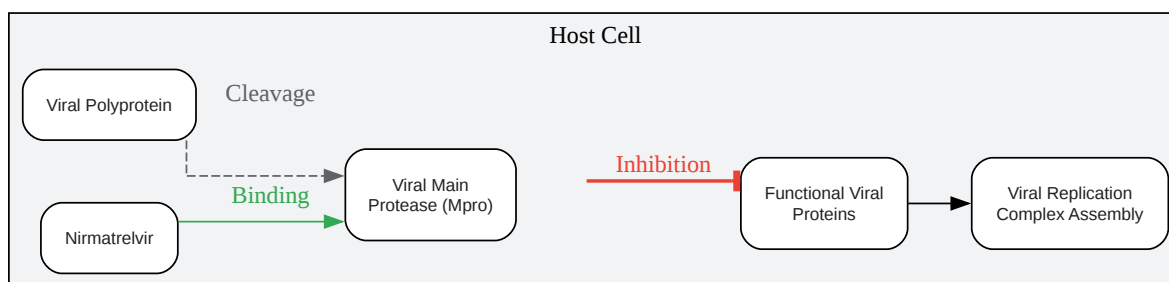 Host Cell
Viral Polyprotein
Cleavage
Binding
Nirmatrelvir
Viral Main
Protease (Mpro)
Inhibition
Functional Viral
Proteins
Viral Replication
Complex Assembly